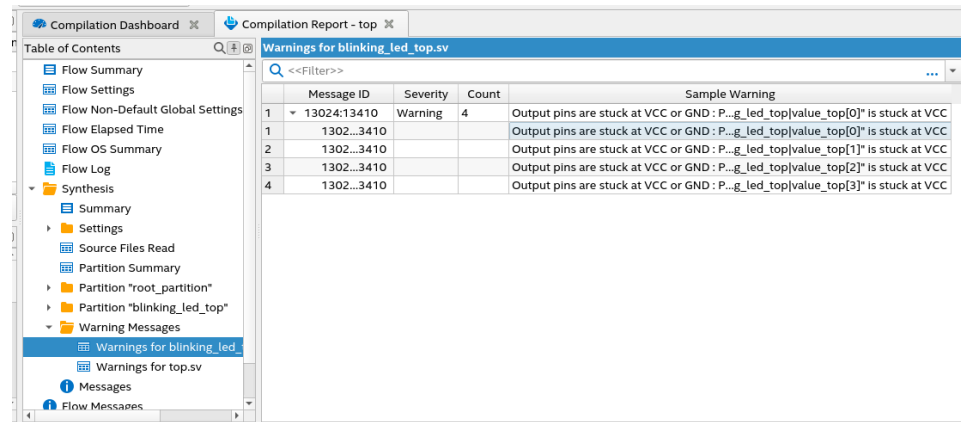 Compilation Dashboard
Compilation Report - top
Table of Contents
Flow Summary
Flow Settings
Flow Non-Default Global Settings
Flow Elapsed Time
Flow OS Summary
Flow Log
Synthesis
Summary
Settings
Source Files Read
Partition Summary
Partition "root_partition"
Partition "blinking_led_top"
Warning Messages
Warnings for blinking_led_
Warnings for top.sv
Messages
Flow Messages
Warnings for blinking_led_top.sv
<<Filter>> ...
Message ID Severity Count Sample Warning
1 13024:13410 Warning 4 Output pins are stuck at VCC or GND : P...g_led_top|value_top[0]" is stuck at VCC
1 1302...3410 Output pins are stuck at VCC or GND : P...g_led_top|value_top[0]" is stuck at VCC
2 1302...3410 Output pins are stuck at VCC or GND : P...g_led_top|value_top[1]" is stuck at VCC
3 1302...3410 Output pins are stuck at VCC or GND : P...g_led_top|value_top[2]" is stuck at VCC
4 1302...3410 Output pins are stuck at VCC or GND : P...g_led_top|value_top[3]" is stuck at VCC